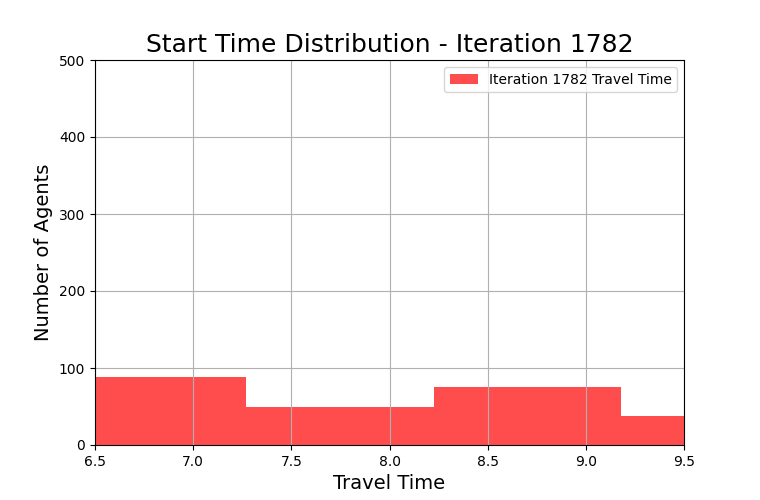 Start Time Distribution - Iteration 1782
Iteration 1782 Travel Time
Number of Agents
500
400
300
200
100
0
6.5 7.0 7.5 8.0 8.5 9.0 9.5
Travel Time